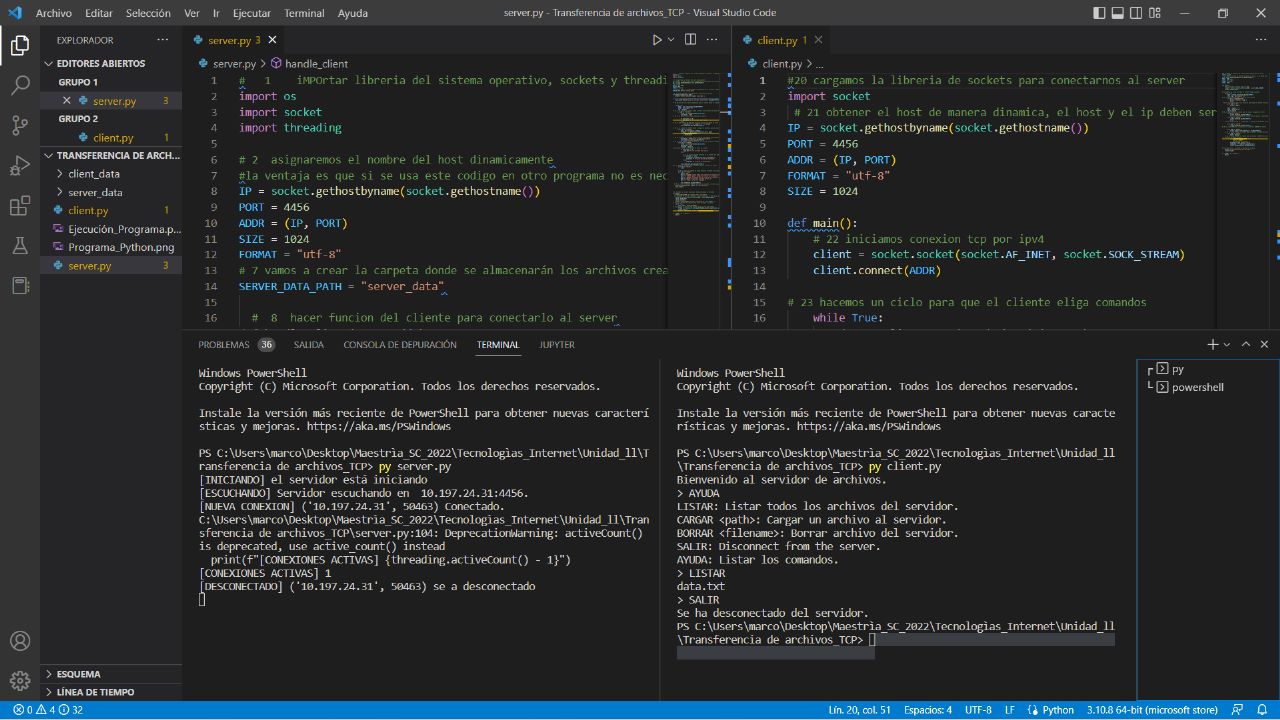 Archivo Editar Selección Ver Ir Ejecutar Terminal Ayuda
server.py - Transferencia de archivos_TCP - Visual Studio Code
EXPLORADOR
EDITORES ABIERTOS
GRUPO 1
server.py 3
GRUPO 2
client.py 1
TRANSFERENCIA DE ARCH...
client_data
server_data
client.py 1
Ejecución_Programa.p...
Programa_Python.png
server.py 3
ESQUEMA
LÍNEA DE TIEMPO
server.py 3
server.py > handle_client
1 # 1 iMPOrtar libreria del sistema operativo, sockets y threadi
2 import os
3 import socket
4 import threading
5
6 # 2 asignaremos el nombre del host dinamicamente
7 #la ventaja es que si se usa este codigo en otro programa no es nec
8 IP = socket.gethostbyname(socket.gethostname())
9 PORT = 4456
10 ADDR = (IP, PORT)
11 SIZE = 1024
12 FORMAT = "utf-8"
13 # 7 vamos a crear la carpeta donde se almacenarán los archivos crea
14 SERVER_DATA_PATH = "server_data"
15
16 # 8 hacer funcion del cliente para conectarlo al server
client.py 1
client.py > ...
1 #20 cargamos la libreria de sockets para conectarnos al server
2 import socket
3 # 21 obtener el host de manera dinamica, el host y el ip deben ser
4 IP = socket.gethostbyname(socket.gethostname())
5 PORT = 4456
6 ADDR = (IP, PORT)
7 FORMAT = "utf-8"
8 SIZE = 1024
9
10 def main():
11 # 22 iniciamos conexion tcp por ipv4
12 client = socket.socket(socket.AF_INET, socket.SOCK_STREAM)
13 client.connect(ADDR)
14
15 # 23 hacemos un ciclo para que el cliente eliga comandos
16 while True:
PROBLEMAS 36 SALIDA CONSOLA DE DEPURACIÓN TERMINAL JUPYTER
Windows PowerShell
Copyright (C) Microsoft Corporation. Todos los derechos reservados.
Instale la versión más reciente de PowerShell para obtener nuevas caracterí
sticas y mejoras. https://aka.ms/PSWindows
PS C:\Users\marco\Desktop\Maestria_SC_2022\Tecnologias_Internet\Unidad_ll\T
ransferencia de archivos_TCP> py server.py
[INICIANDO] el servidor está iniciando
[ESCUCHANDO] Servidor escuchando en 10.197.24.31:4456.
[NUEVA CONEXION] ('10.197.24.31', 50463) Conectado.
C:\Users\marco\Desktop\Maestria_SC_2022\Tecnologias_Internet\Unidad_ll\Tran
sferencia de archivos_TCP\server.py:104: DeprecationWarning: activeCount()
is deprecated, use active_count() instead
print(f"[CONEXIONES ACTIVAS] {threading.activeCount() - 1}")
[CONEXIONES ACTIVAS] 1
[DESCONECTADO] ('10.197.24.31', 50463) se a desconectado
Windows PowerShell
Copyright (C) Microsoft Corporation. Todos los derechos reservados.
Instale la versión más reciente de PowerShell para obtener nuevas caracte
rísticas y mejoras. https://aka.ms/PSWindows
PS C:\Users\marco\Desktop\Maestria_SC_2022\Tecnologias_Internet\Unidad_ll
\Transferencia de archivos_TCP> py client.py
Bienvenido al servidor de archivos.
> AYUDA
LISTAR: Listar todos los archivos del servidor.
CARGAR <path>: Cargar un archivo al servidor.
BORRAR <filename>: Borrar archivo del servidor.
SALIR: Disconnect from the server.
AYUDA: Listar los comandos.
> LISTAR
data.txt
> SALIR
Se ha desconectado del servidor.
PS C:\Users\marco\Desktop\Maestria_SC_2022\Tecnologias_Internet\Unidad_ll
\Transferencia de archivos_TCP>
py
powershell
0 4 32
Lín. 20, col. 51 Espacios: 4 UTF-8 LF Python 3.10.8 64-bit (microsoft store)